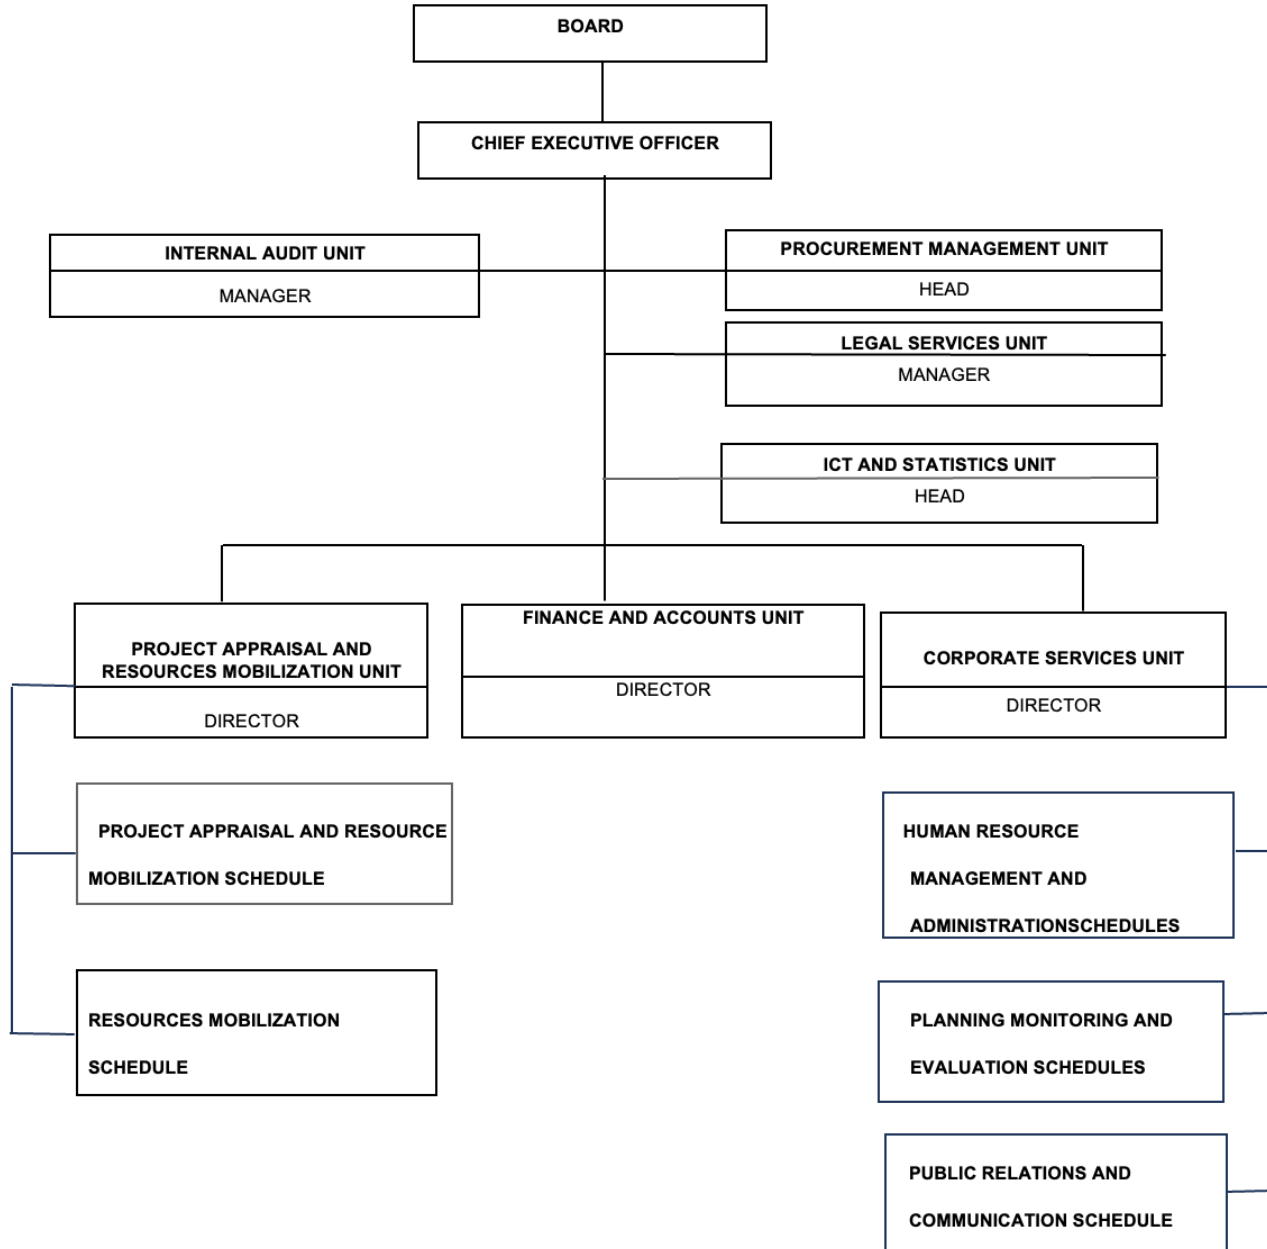 BOARD
CHIEF EXECUTIVE OFFICER
INTERNAL AUDIT UNIT
MANAGER
PROCUREMENT MANAGEMENT UNIT
HEAD
LEGAL SERVICES UNIT
MANAGER
ICT AND STATISTICS UNIT
HEAD
PROJECT APPRAISAL AND
RESOURCES MOBILIZATION UNIT
DIRECTOR
FINANCE AND ACCOUNTS UNIT
DIRECTOR
CORPORATE SERVICES UNIT
DIRECTOR
PROJECT APPRAISAL AND RESOURCE
MOBILIZATION SCHEDULE
RESOURCES MOBILIZATION
SCHEDULE
HUMAN RESOURCE
MANAGEMENT AND
ADMINISTRATIONSCHEDULES
PLANNING MONITORING AND
EVALUATION SCHEDULES
PUBLIC RELATIONS AND
COMMUNICATION SCHEDULE